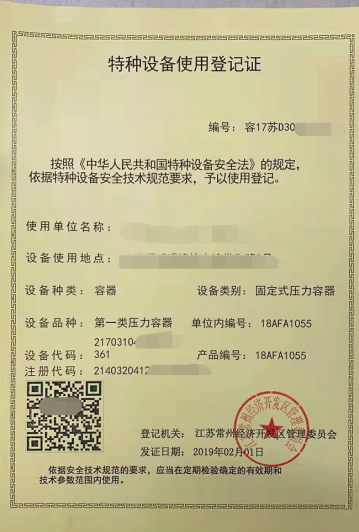 特种设备使用登记证
编号：容17苏D30
按照《中华人民共和国特种设备安全法》的规定，
依据特种设备安全技术规范要求，予以使用登记。
使用单位名称：
设备使用地点：
设备种类：容器 设备类别：固定式压力容器
设备品种：第一类压力容器 单位内编号：18AFA1055
21703104
设备代码：361 产品编号：18AFA1055
注册代码：2140320412
登记机关：江苏常州经济开发区管理委员会
发证日期：2019年02月01日
依据安全技术规范的要求，应当在定期检验确定的有效期和
技术参数范围内使用。